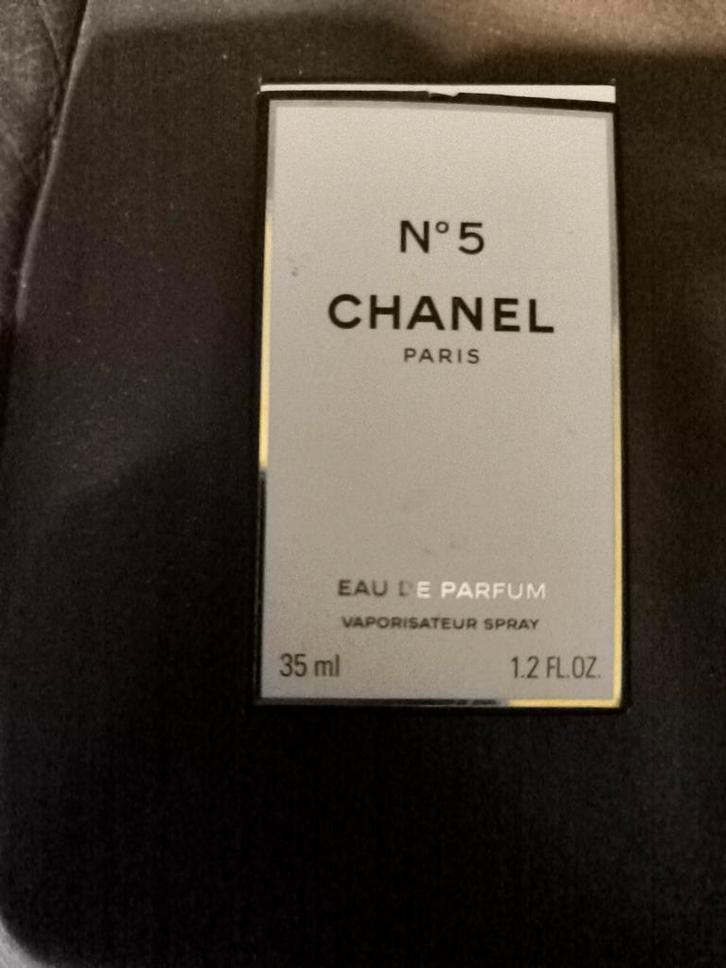 N°5
CHANEL
PARIS
EAU DE PARFUM
VAPORISATEUR SPRAY
35 ml 1.2 FL.OZ.